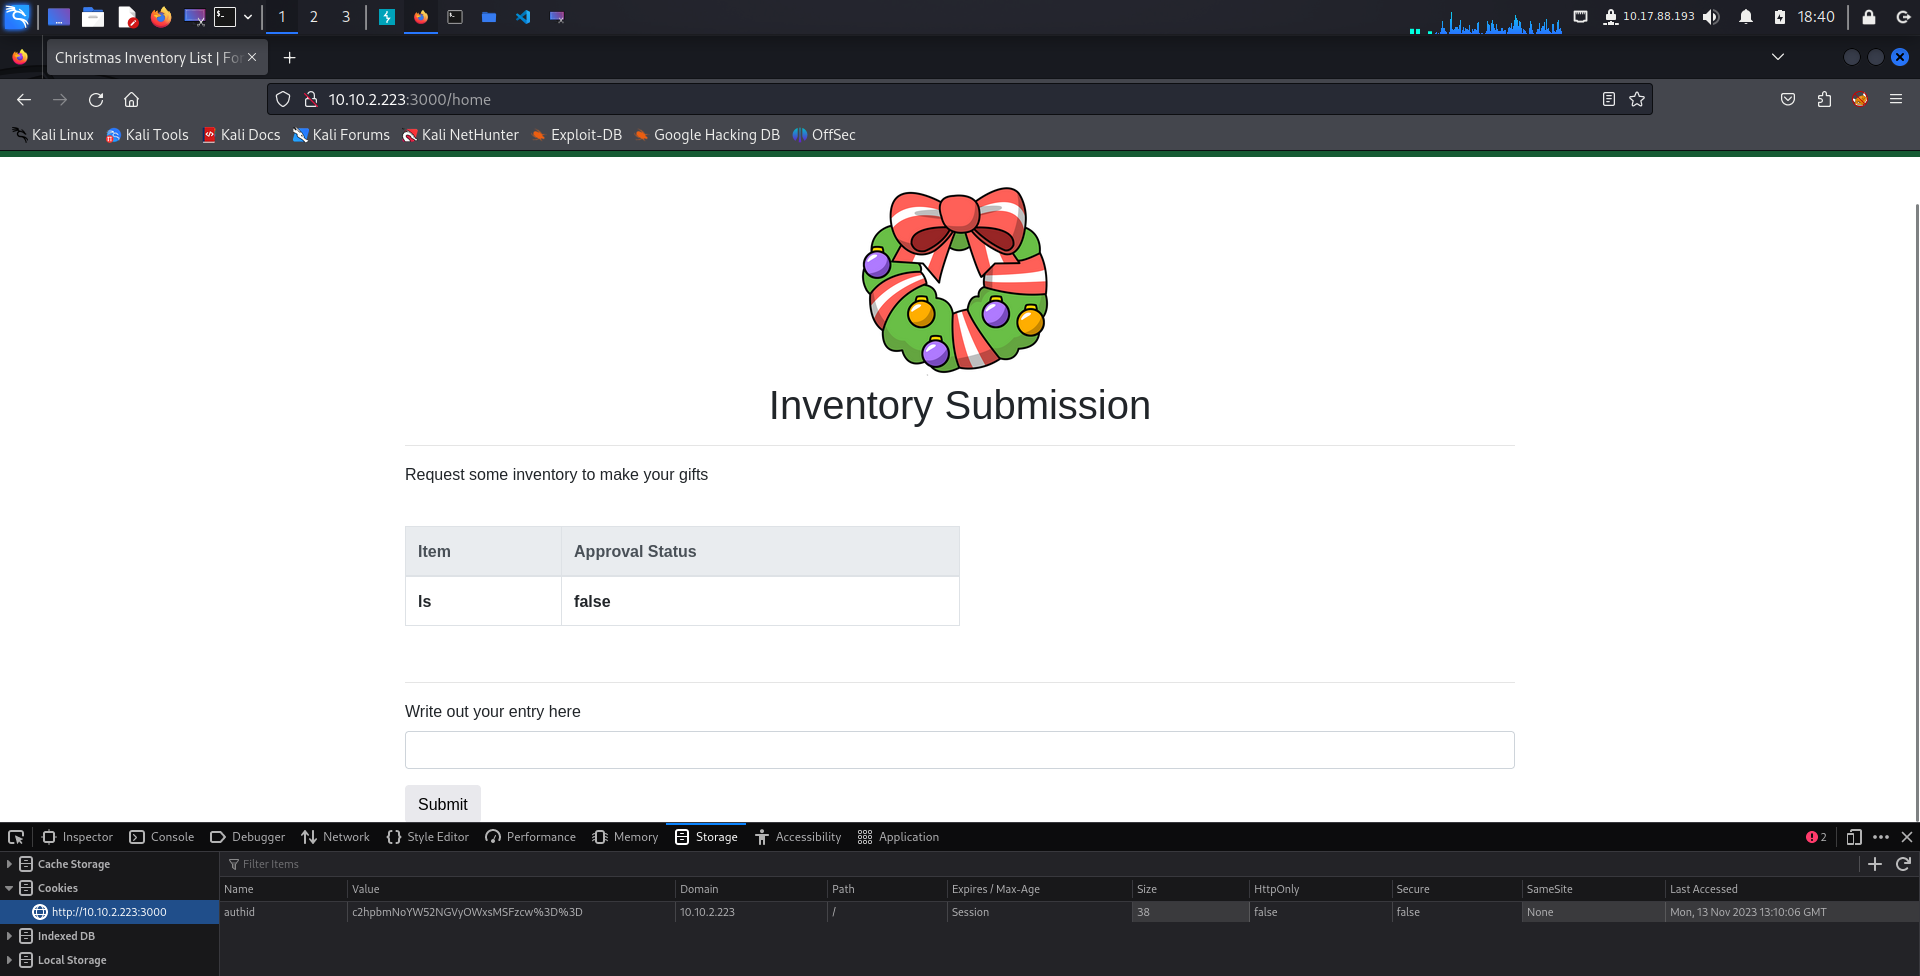 1 2 3 10.17.88.193 18:40
Christmas Inventory List | Fo
10.10.2.223:3000/home
Kali Linux Kali Tools Kali Docs Kali Forums Kali NetHunter Exploit-DB Google Hacking DB OffSec
Inventory Submission
Request some inventory to make your gifts
Item Approval Status
ls false
Write out your entry here
Submit
Inspector Console Debugger Network Style Editor Performance Memory Storage Accessibility Application 2
Cache Storage Filter Items
Cookies Name Value Domain Path Expires / Max-Age Size HttpOnly Secure SameSite Last Accessed
http://10.10.2.223:3000 authid c2hpbmNoYW52NGVyOWxsMSFzcw%3D%3D 10.10.2.223 / Session 38 false false None Mon, 13 Nov 2023 13:10:06 GMT
Indexed DB
Local Storage